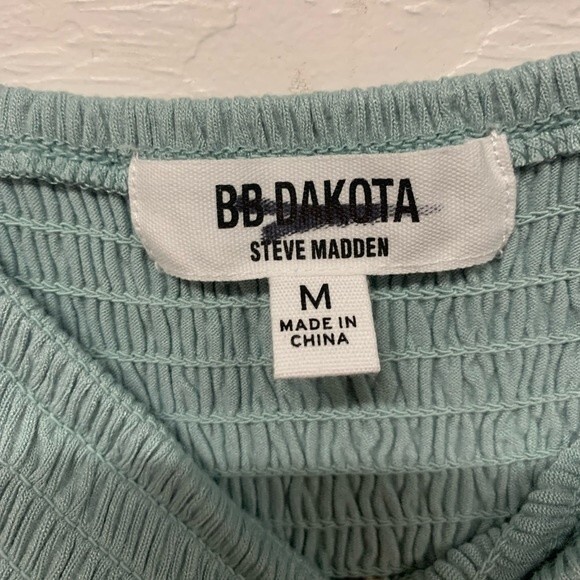 BB DAKOTA
STEVE MADDEN
M
MADE IN
CHINA